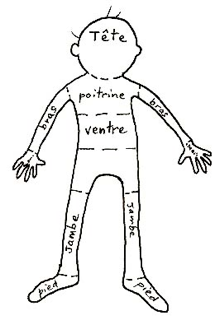 Tête
poitrine
bras
bras
ventre
main
main
jambe
jambe
pied
pied